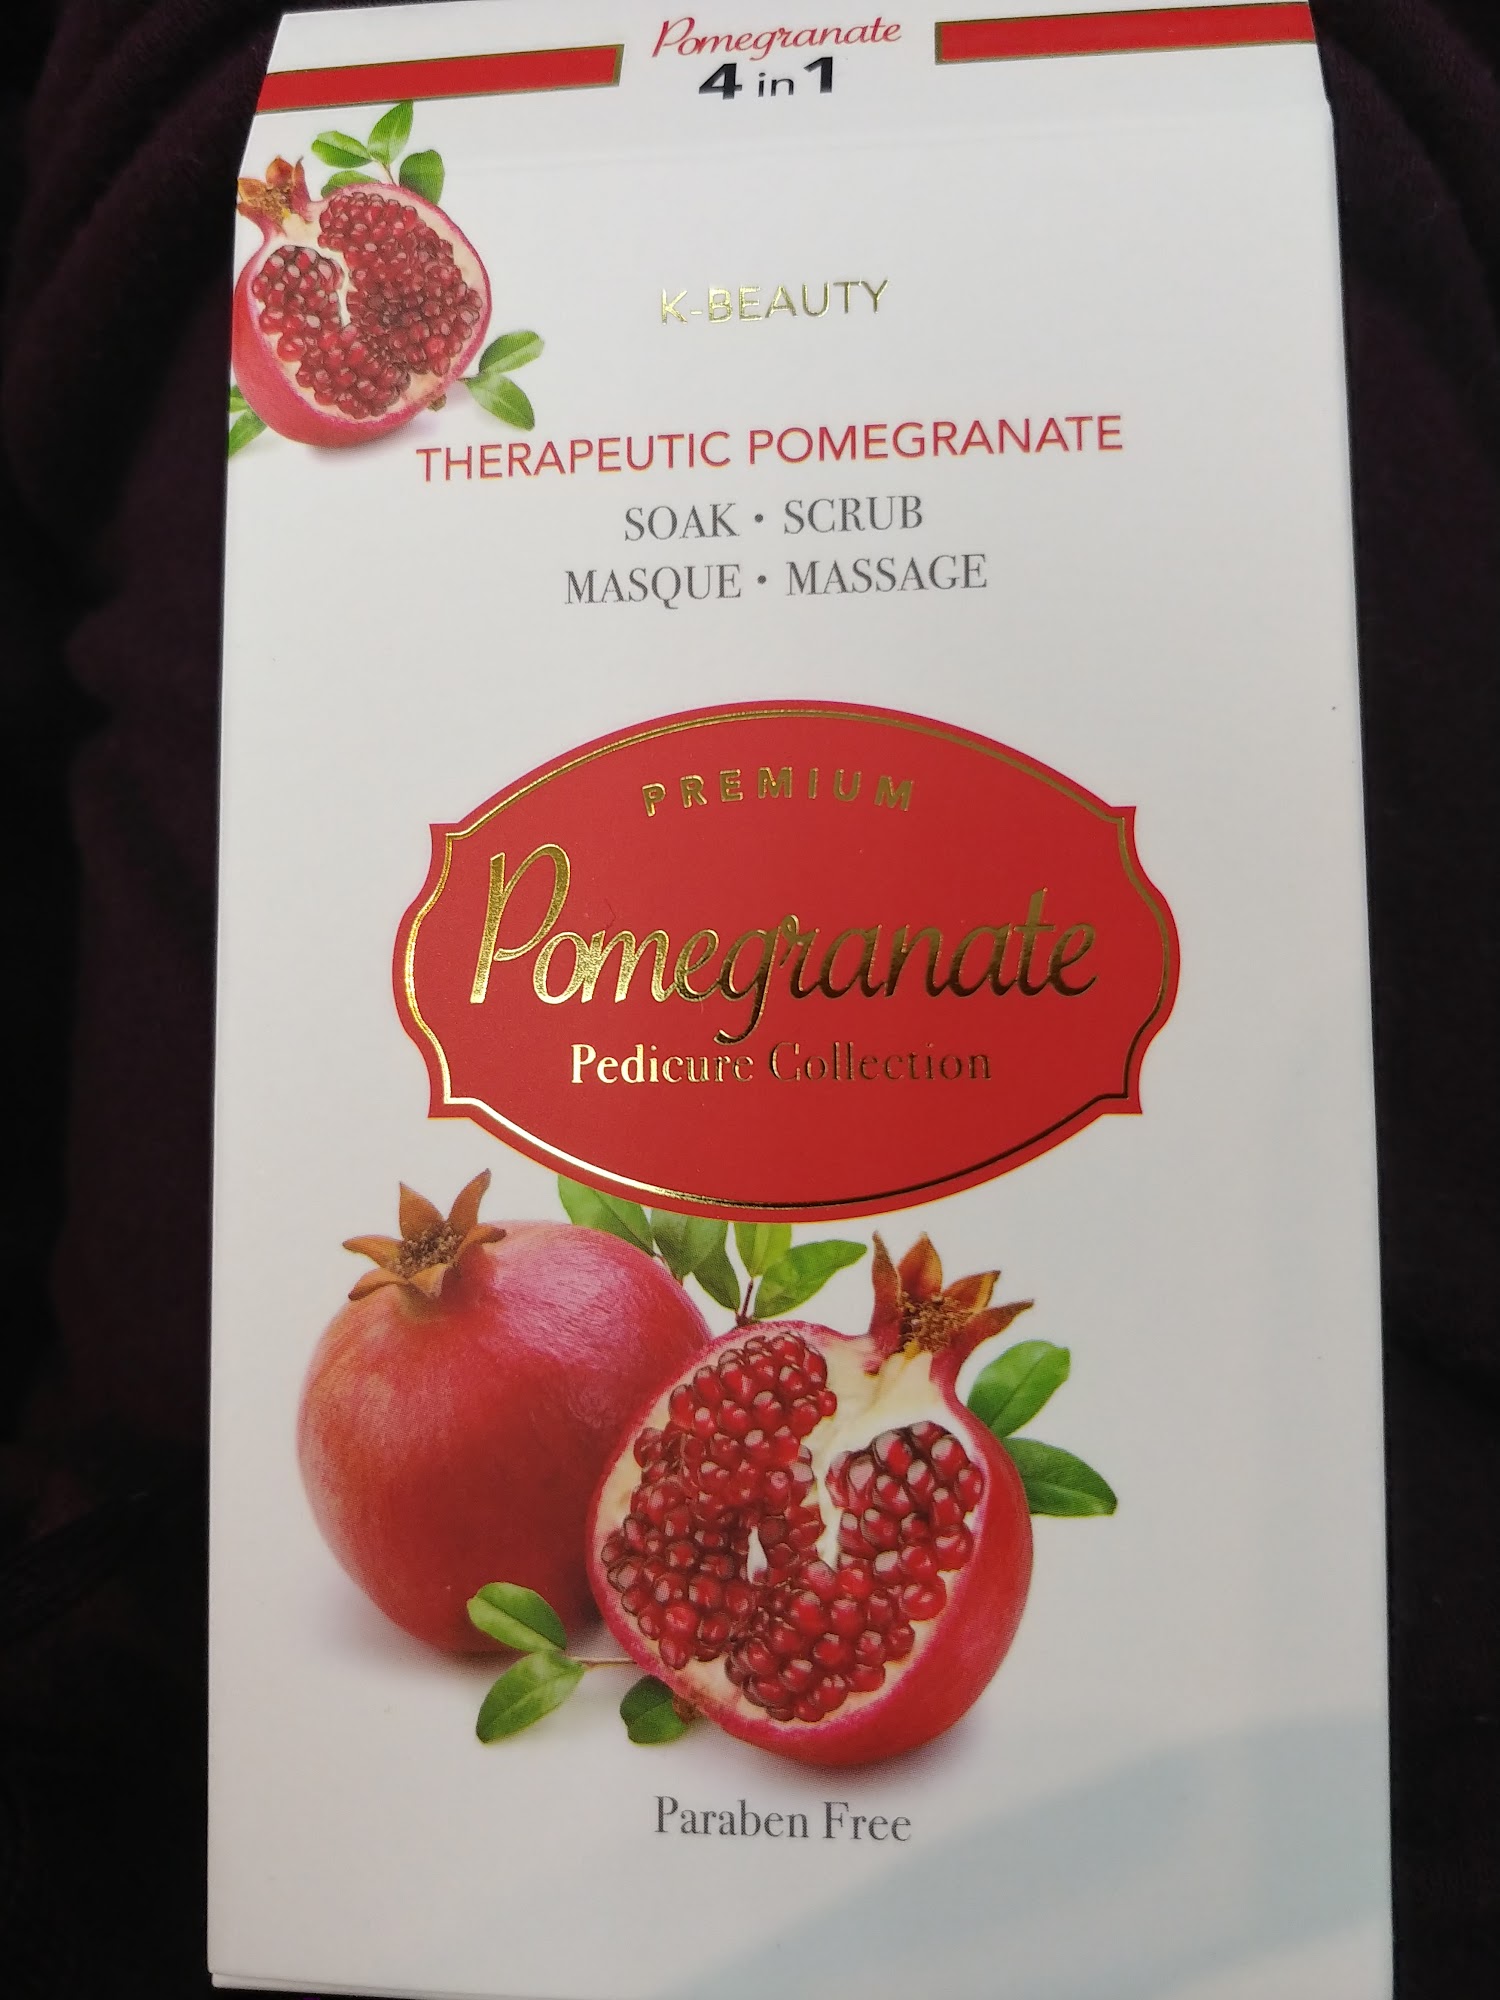 Pomegranate
4 in 1
K-BEAUTY
THERAPEUTIC POMEGRANATE
SOAK • SCRUB
MASQUE • MASSAGE
PREMIUM
Pomegranate
Pedicure Collection
Paraben Free